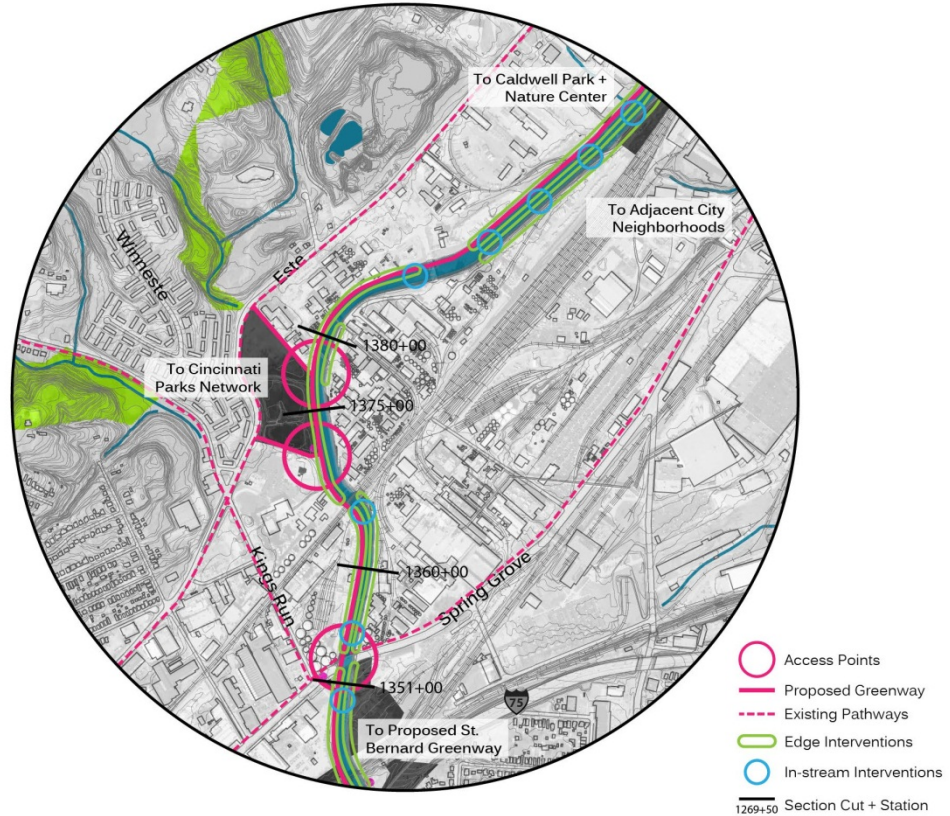 To Caldwell Park +
Nature Center
To Adjacent City
Neighborhoods
Winneste
Este
1380+00
To Cincinnati
Parks Network
1375+00
Kings Run
1360+00
Spring Grove
1351+00
75
To Proposed St.
Bernard Greenway
Access Points
Proposed Greenway
Existing Pathways
Edge Interventions
In-stream Interventions
1269+50 Section Cut + Station